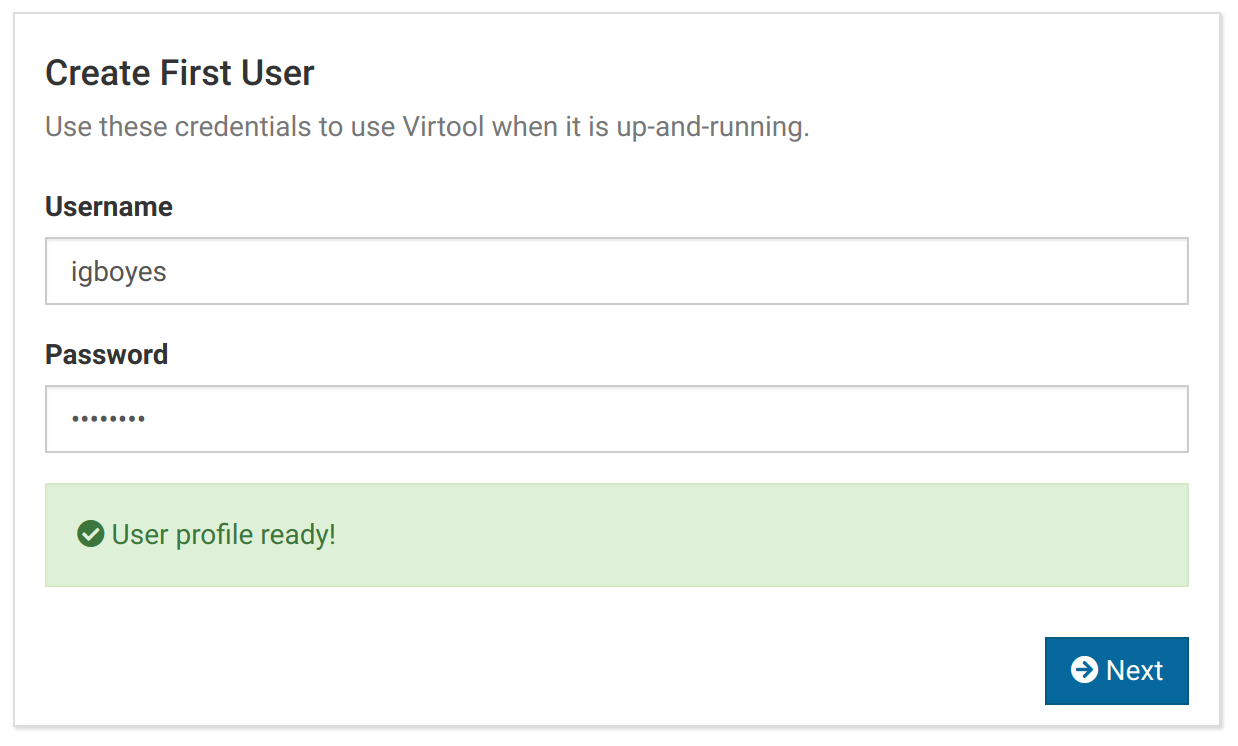 Create First User
Use these credentials to use Virtool when it is up-and-running.
Username
igboyes
Password
••••••••
User profile ready!
Next